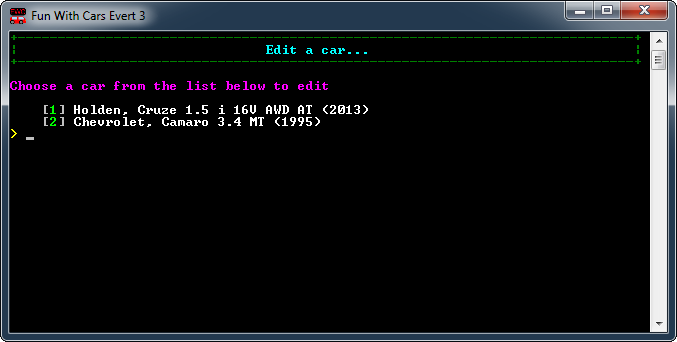 Fun With Cars Evert 3
Edit a car...
Choose a car from the list below to edit
[1] Holden, Cruze 1.5 i 16V AWD AT (2013)
[2] Chevrolet, Camaro 3.4 MT (1995)
> _